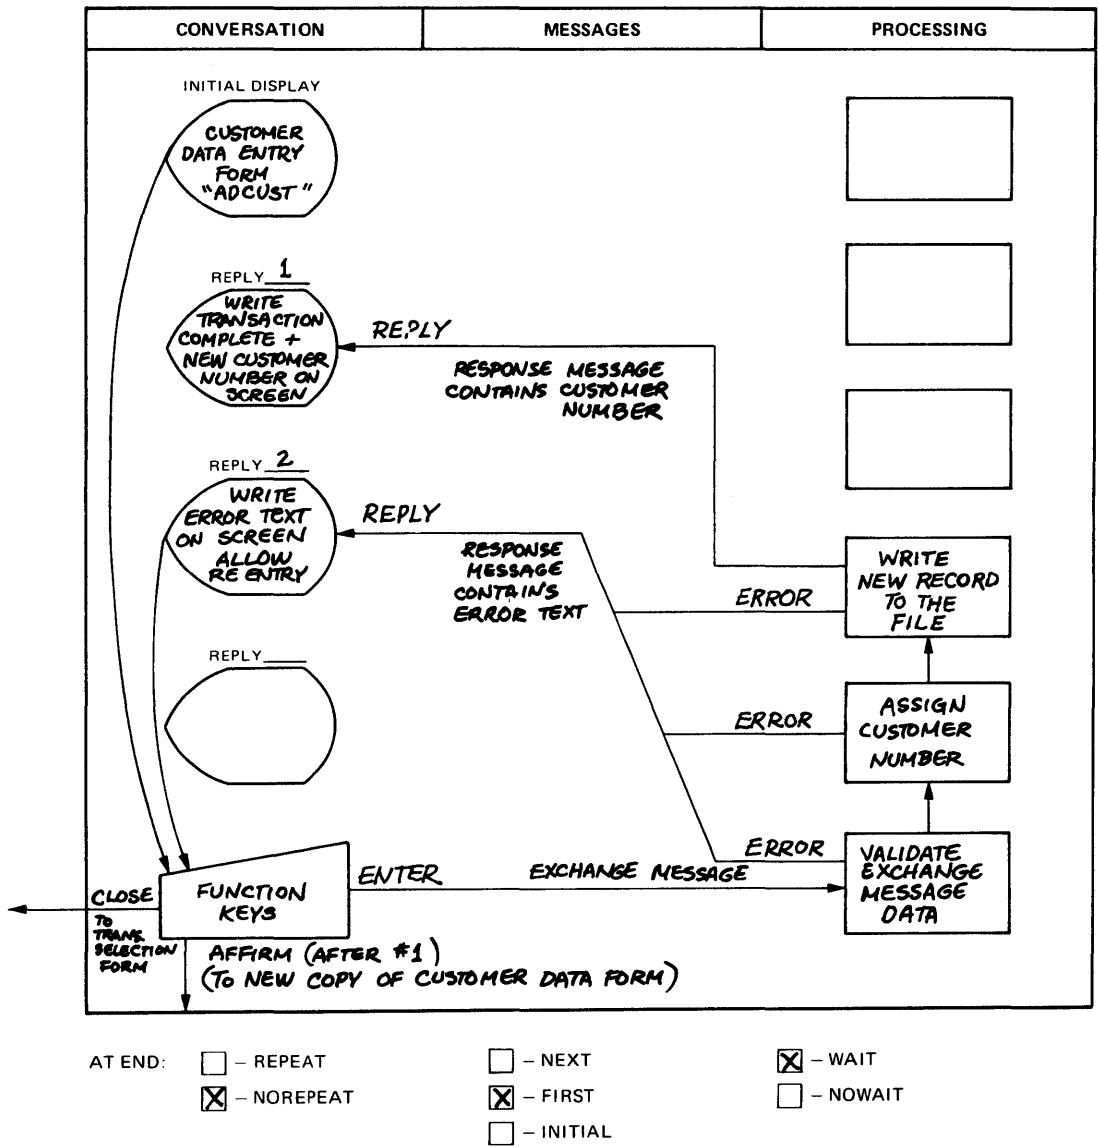 CONVERSATION
MESSAGES
PROCESSING
INITIAL DISPLAY
CUSTOMER
DATA ENTRY
FORM
"ADCUST"
REPLY 1
WRITE
TRANSACTION
COMPLETE +
NEW CUSTOMER
NUMBER ON
SCREEN
REPLY
RESPONSE MESSAGE
CONTAINS CUSTOMER
NUMBER
REPLY 2
WRITE
ERROR TEXT
ON SCREEN
ALLOW
RE ENTRY
REPLY
RESPONSE
MESSAGE
CONTAINS
ERROR TEXT
ERROR
WRITE
NEW RECORD
TO THE
FILE
REPLY
ERROR
ASSIGN
CUSTOMER
NUMBER
ERROR
VALIDATE
EXCHANGE
MESSAGE
DATA
FUNCTION
KEYS
ENTER
EXCHANGE MESSAGE
CLOSE
TO
TRANS.
SELECTION
FORM
AFFIRM (AFTER #1)
(TO NEW COPY OF CUSTOMER DATA FORM)
AT END:
– REPEAT
– NEXT
– WAIT
– NOREPEAT
– FIRST
– NOWAIT
– INITIAL